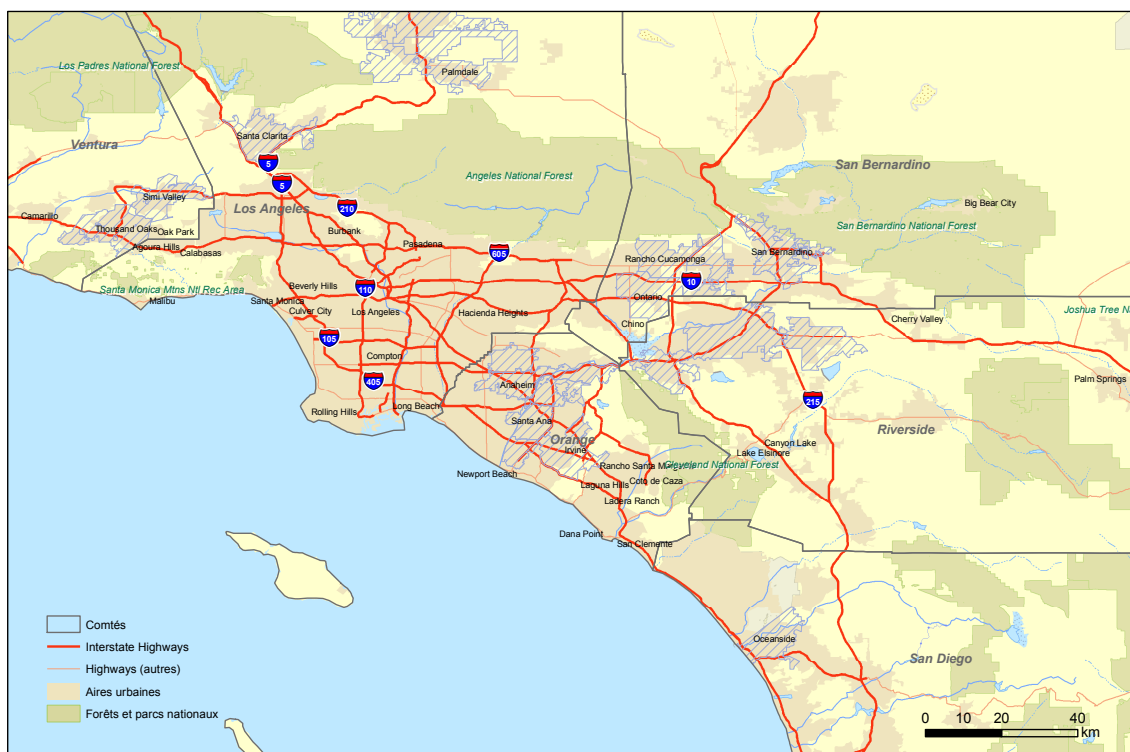 Los Padres National Forest
Palmdale
Santa Clarita
Ventura
5
Angeles National Forest
San Bernardino
5
Simi Valley
Los Angeles
210
Big Bear City
Camarillo
Thousand Oaks
Oak Park
Burbank
San Bernardino National Forest
Agoura Hills
Calabasas
Pasadena
605
Rancho Cucamonga
San Bernardino
10
Santa Monica Mtns Ntl Rec Area
Beverly Hills
110
Ontario
Malibu
Santa Monica
Culver City
Los Angeles
Hacienda Heights
Chino
Cherry Valley
Joshua Tree N
105
Compton
405
Anaheim
Palm Springs
Rolling Hills
Long Beach
215
Santa Ana
Orange
Riverside
Irvine
Canyon Lake
Lake Elsinore
Newport Beach
Rancho Santa M
Cleveland National Forest
Laguna Hills
Coto de Caza
Ladera Ranch
Dana Point
San Clemente
Oceanside
San Diego
Comtés
Interstate Highways
Highways (autres)
Aires urbaines
Forêts et parcs nationaux
0 10 20 40
km